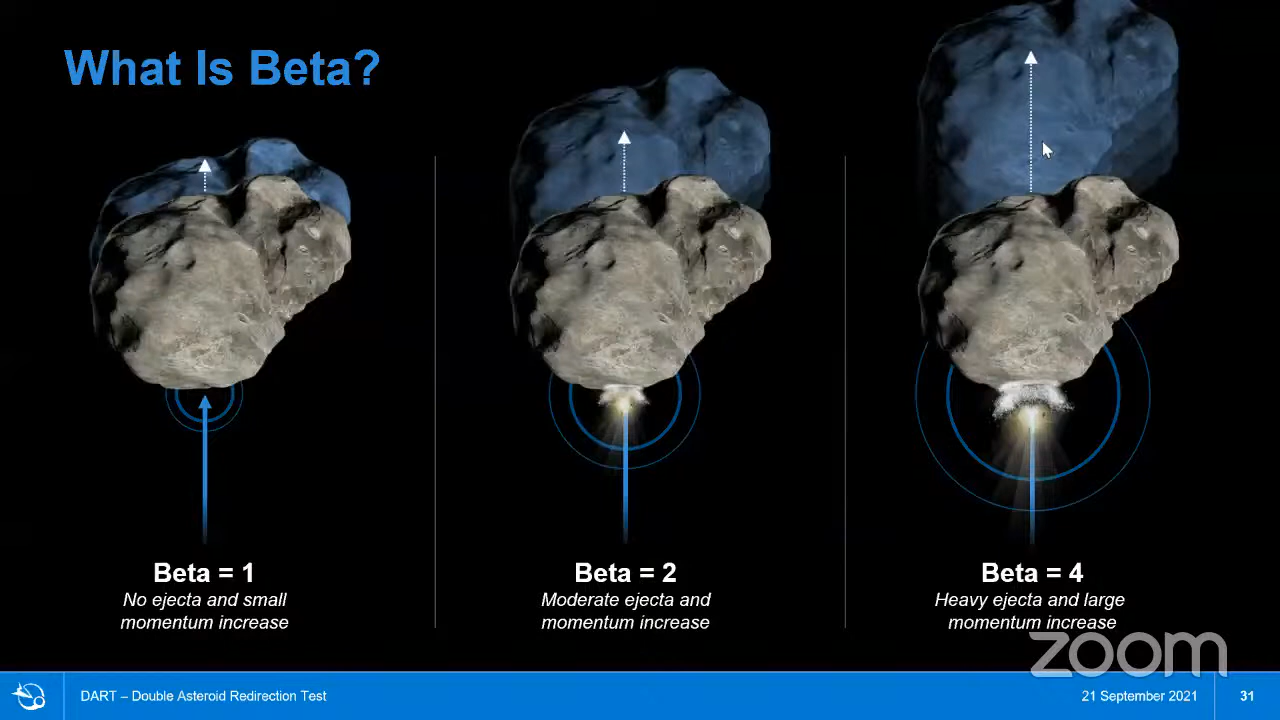 What Is Beta?
Beta = 1
No ejecta and small
momentum increase
Beta = 2
Moderate ejecta and
momentum increase
Beta = 4
Heavy ejecta and large
momentum increase
zoom
DART – Double Asteroid Redirection Test
21 September 2021
31